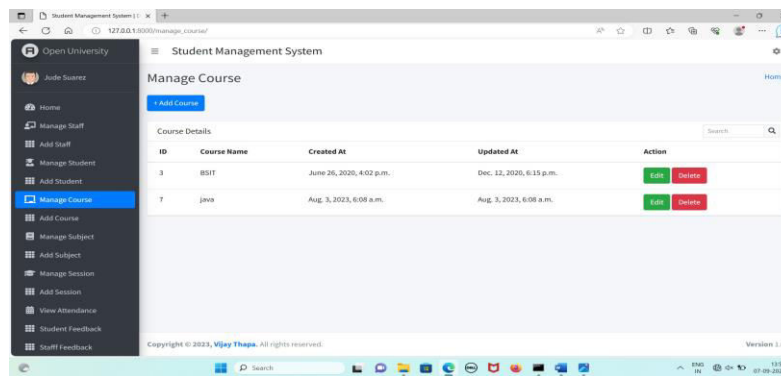 Student Management System | (
127.0.0.1:8000/manage_course/
Open University
Student Management System
Jude Suarez
Manage Course
Hom
Home
+ Add Course
Manage Staff
Course Details
Search
Add Staff
ID Course Name Created At Updated At Action
Manage Student
3 BSIT June 26, 2020, 4:02 p.m. Dec. 12, 2020, 6:15 p.m. Edit Delete
Add Student
Manage Course
7 java Aug. 3, 2023, 6:08 a.m. Aug. 3, 2023, 6:08 a.m. Edit Delete
Add Course
Manage Subject
Add Subject
Manage Session
Add Session
View Attendance
Student Feedback
Stafff Feedback
Copyright © 2023, Vijay Thapa. All rights reserved.
Version
Search
ENG
IN